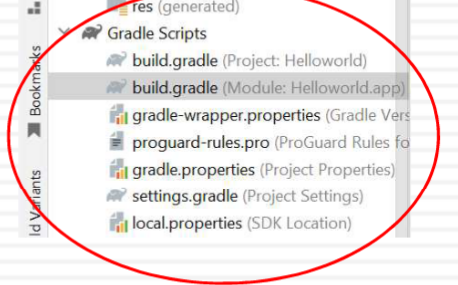 res (generated)
Gradle Scripts
build.gradle (Project: Helloworld)
build.gradle (Module: Helloworld.app)
gradle-wrapper.properties (Gradle Vers
proguard-rules.pro (ProGuard Rules fo
gradle.properties (Project Properties)
settings.gradle (Project Settings)
local.properties (SDK Location)
Bookmarks
ld Variants